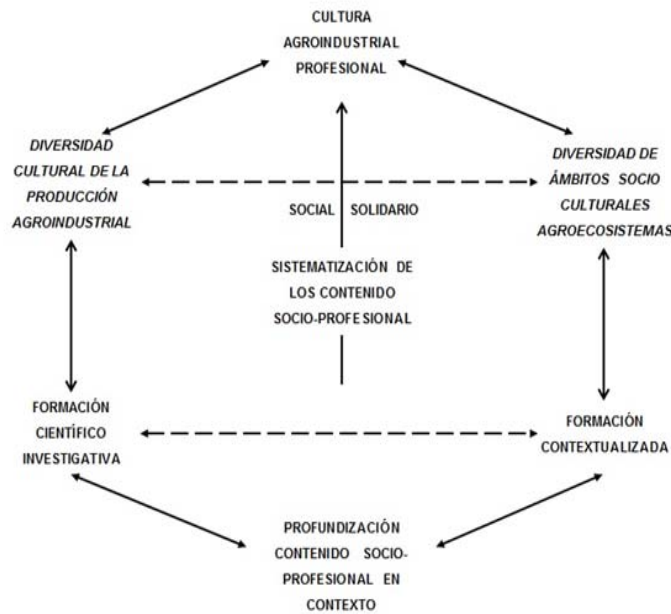 CULTURA
AGROINDUSTRIAL
PROFESIONAL
DIVERSIDAD
CULTURAL DE LA
PRODUCCIÓN
AGROINDUSTRIAL
DIVERSIDAD DE
ÁMBITOS SOCIO
CULTURALES
AGROECOSISTEMAS
SOCIAL SOLIDARIO
SISTEMATIZACIÓN DE
LOS CONTENIDO
SOCIO-PROFESIONAL
FORMACIÓN
CIENTÍFICO
INVESTIGATIVA
FORMACIÓN
CONTEXTUALIZADA
PROFUNDIZACIÓN
CONTENIDO SOCIO-
PROFESIONAL EN
CONTEXTO